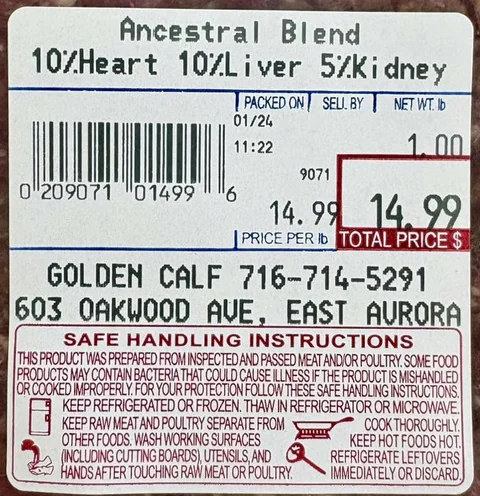 Ancestral Blend
10%Heart 10%Liver 5%Kidney
PACKED ON SELL BY NET WT. lb
01/24
11:22
1.00
9071
0 209071 01499 6
14.99 14.99
PRICE PER lb TOTAL PRICE $
GOLDEN CALF 716-714-5291
603 OAKWOOD AVE, EAST AURORA
SAFE HANDLING INSTRUCTIONS
THIS PRODUCT WAS PREPARED FROM INSPECTED AND PASSED MEAT AND/OR POULTRY. SOME FOOD
PRODUCTS MAY CONTAIN BACTERIA THAT COULD CAUSE ILLNESS IF THE PRODUCT IS MISHANDLED
OR COOKED IMPROPERLY. FOR YOUR PROTECTION FOLLOW THESE SAFE HANDLING INSTRUCTIONS.
KEEP REFRIGERATED OR FROZEN. THAW IN REFRIGERATOR OR MICROWAVE.
KEEP RAW MEAT AND POULTRY SEPARATE FROM
OTHER FOODS. WASH WORKING SURFACES
(INCLUDING CUTTING BOARDS), UTENSILS, AND
HANDS AFTER TOUCHING RAW MEAT OR POULTRY.
COOK THOROUGHLY.
KEEP HOT FOODS HOT.
REFRIGERATE LEFTOVERS
IMMEDIATELY OR DISCARD.